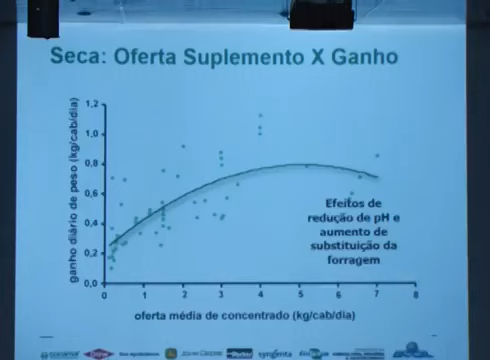 Seca: Oferta Suplemento X Ganho
ganho diário de peso (kg/cab/dia)
1,2
1,0
0,8
0,6
0,4
0,2
0,0
Efeitos de
redução de pH e
aumento de
substituição da
forragem
0 1 2 3 4 5 6 7 8
oferta média de concentrado (kg/cab/dia)
syngenta